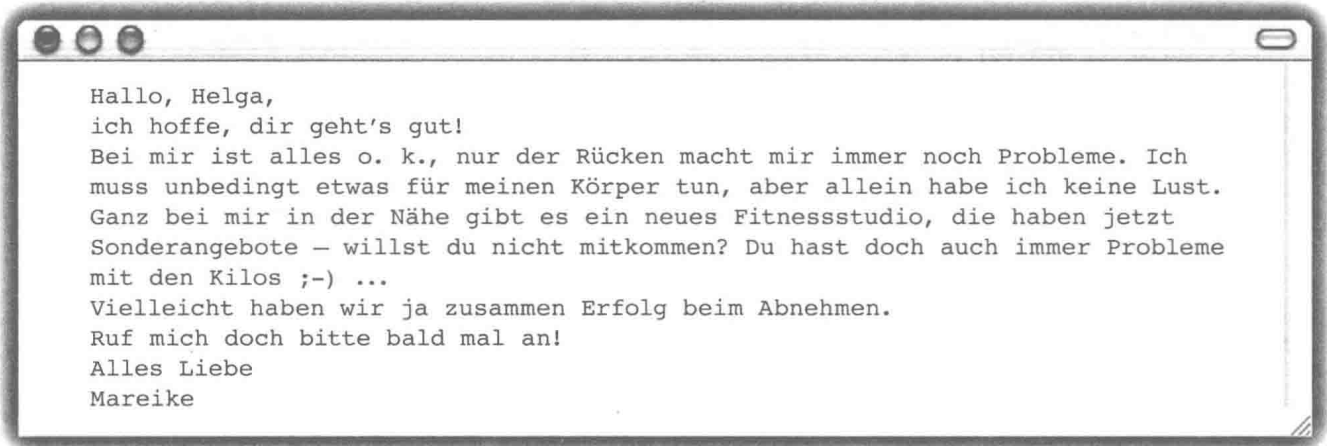 Hallo, Helga,
ich hoffe, dir geht's gut!
Bei mir ist alles o. k., nur der Rücken macht mir immer noch Probleme. Ich
muss unbedingt etwas für meinen Körper tun, aber allein habe ich keine Lust.
Ganz bei mir in der Nähe gibt es ein neues Fitnessstudio, die haben jetzt
Sonderangebote – willst du nicht mitkommen? Du hast doch auch immer Probleme
mit den Kilos ;-) ...
Vielleicht haben wir ja zusammen Erfolg beim Abnehmen.
Ruf mich doch bitte bald mal an!
Alles Liebe
Mareike